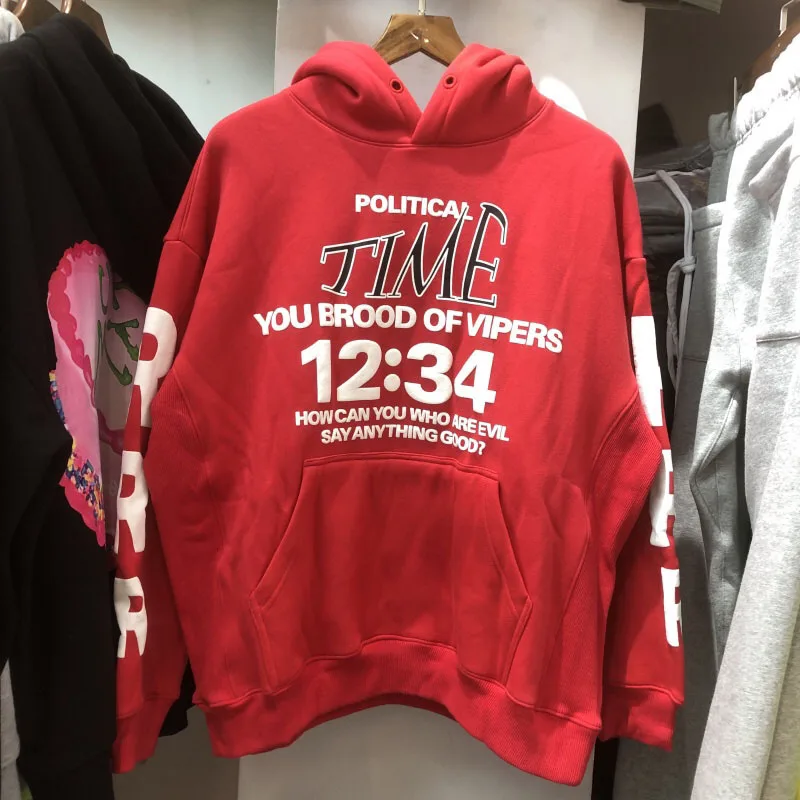 POLITICAL
TIME
YOU BROOD OF VIPERS
12:34
HOW CAN YOU WHO ARE EVIL
SAY ANYTHING GOOD?
R
R
R